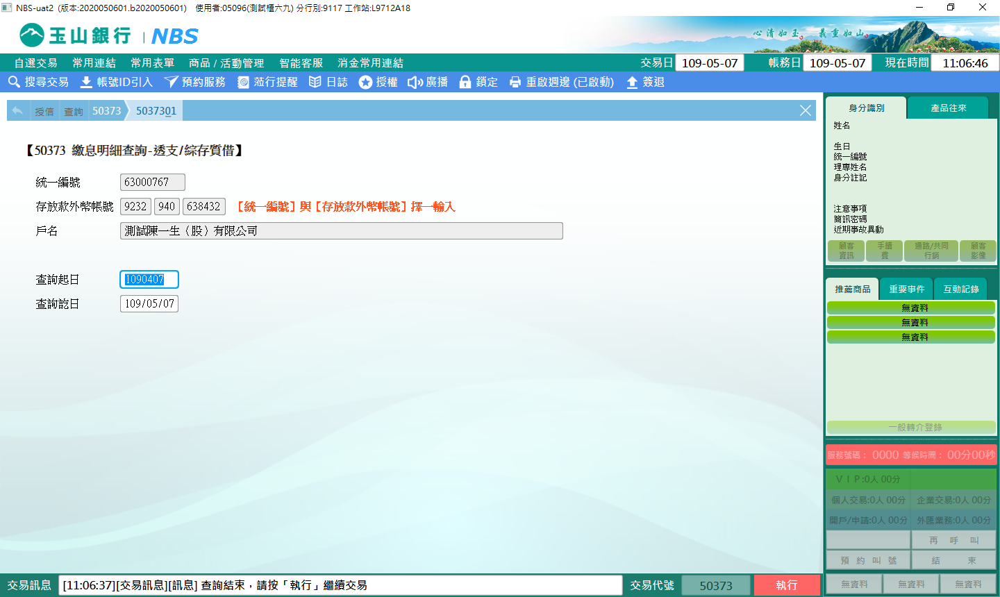 NBS-uat2 (版本:2020050601.b2020050601) 使用者:05096(測試櫃六九) 分行別:9117 工作站:L9712A18
玉山銀行 | NBS 心清如玉。 義重如山。
自選交易 常用連結 常用表單 商品 / 活動管理 智能客服 消金常用連結 交易日 109-05-07 帳務日 109-05-07 現在時間 11:06:46
搜尋交易 帳號ID引入 預約服務 蒞行提醒 日誌 授權 廣播 鎖定 重啟週邊 (已啟動) 簽退
授信 查詢 50373 5037301
【50373 繳息明細查詢-透支/綜存質借】
統一編號 63000767
存放款外幣帳號 9232 940 638432 【統一編號】與【存放款外幣帳號】擇一輸入
戶名 測試陳一生（股）有限公司
查詢起日 1090407
查詢訖日 109/05/07
身分識別 產品往來
姓名
生日
統一編號
理專姓名
身分註記
注意事項
簡訊密碼
近期事故異動
顧客資訊 手續費 通路/共同行銷 顧客影像
推薦商品 重要事件 互動記錄
無資料
無資料
無資料
一般轉介登錄
服務號碼： 0000 等候時間： 00分00秒
ＶＩＰ:0人 00分
個人交易:0人 00分 企業交易:0人 00分
開戶/申請:0人 00分 外匯業務:0人 00分
再 呼 叫
預 約 叫 號 結 束
無資料 無資料 無資料
交易訊息 [11:06:37][交易訊息][訊息] 查詢結束，請按「執行」繼續交易 交易代號 50373 執行